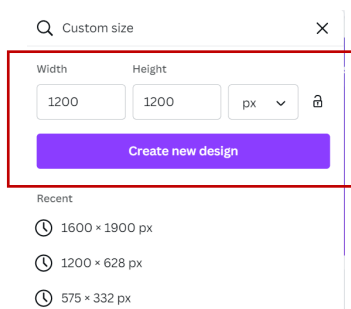 Custom size
Width Height
1200 1200 px
Create new design
Recent
1600 × 1900 px
1200 × 628 px
575 × 332 px